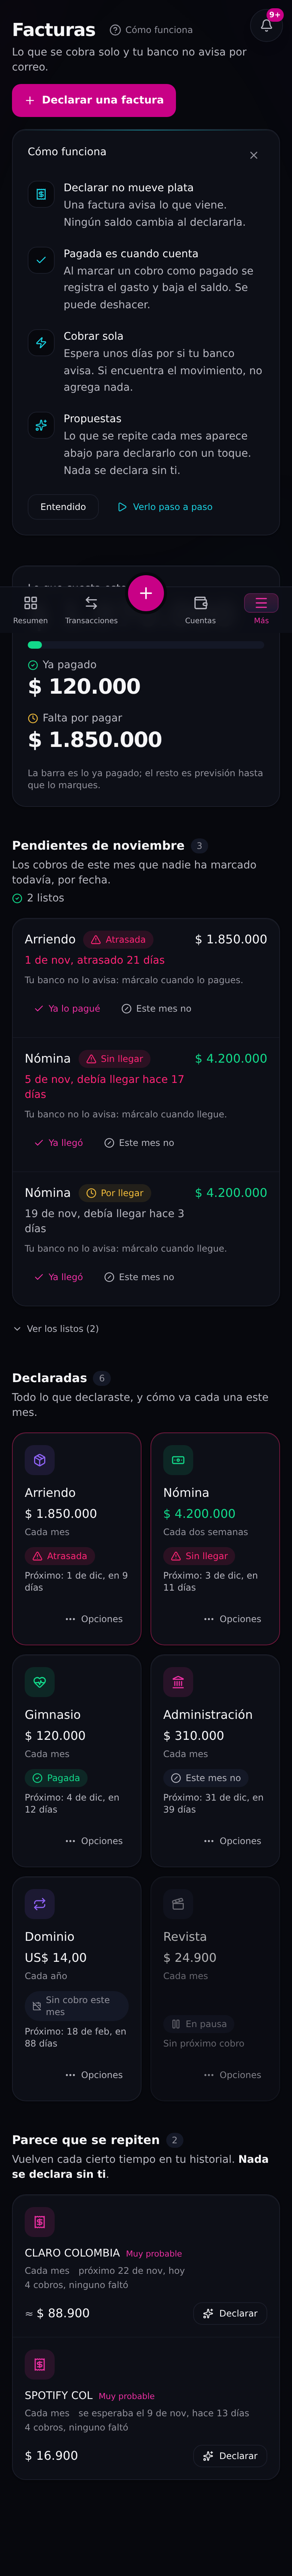 Facturas
Cómo funciona
9+
Lo que se cobra solo y tu banco no avisa por
correo.
Declarar una factura
Cómo funciona
Declarar no mueve plata
Una factura avisa lo que viene.
Ningún saldo cambia al declararla.
Pagada es cuando cuenta
Al marcar un cobro como pagado se
registra el gasto y baja el saldo. Se
puede deshacer.
Cobrar sola
Espera unos días por si tu banco
avisa. Si encuentra el movimiento, no
agrega nada.
Propuestas
Lo que se repite cada mes aparece
abajo para declararlo con un toque.
Nada se declara sin ti.
Entendido
Verlo paso a paso
Resumen
Transacciones
Cuentas
Más
Ya pagado
$ 120.000
Falta por pagar
$ 1.850.000
La barra es lo ya pagado; el resto es previsión hasta
que lo marques.
Pendientes de noviembre 3
Los cobros de este mes que nadie ha marcado
todavía, por fecha.
2 listos
Arriendo Atrasada $ 1.850.000
1 de nov, atrasado 21 días
Tu banco no lo avisa: márcalo cuando lo pagues.
Ya lo pagué Este mes no
Nómina Sin llegar $ 4.200.000
5 de nov, debía llegar hace 17
días
Tu banco no lo avisa: márcalo cuando llegue.
Ya llegó Este mes no
Nómina Por llegar $ 4.200.000
19 de nov, debía llegar hace 3
días
Tu banco no lo avisa: márcalo cuando llegue.
Ya llegó Este mes no
Ver los listos (2)
Declaradas 6
Todo lo que declaraste, y cómo va cada una este
mes.
Arriendo
$ 1.850.000
Cada mes
Atrasada
Próximo: 1 de dic, en 9
días
Opciones
Nómina
$ 4.200.000
Cada dos semanas
Sin llegar
Próximo: 3 de dic, en
11 días
Opciones
Gimnasio
$ 120.000
Cada mes
Pagada
Próximo: 4 de dic, en
12 días
Opciones
Administración
$ 310.000
Cada mes
Este mes no
Próximo: 31 de dic, en
39 días
Opciones
Dominio
US$ 14,00
Cada año
Sin cobro este
mes
Próximo: 18 de feb, en
88 días
Opciones
Revista
$ 24.900
Cada mes
En pausa
Sin próximo cobro
Opciones
Parece que se repiten 2
Vuelven cada cierto tiempo en tu historial. Nada
se declara sin ti.
CLARO COLOMBIA Muy probable
Cada mes próximo 22 de nov, hoy
4 cobros, ninguno faltó
≈ $ 88.900
Declarar
SPOTIFY COL Muy probable
Cada mes se esperaba el 9 de nov, hace 13 días
4 cobros, ninguno faltó
$ 16.900
Declarar